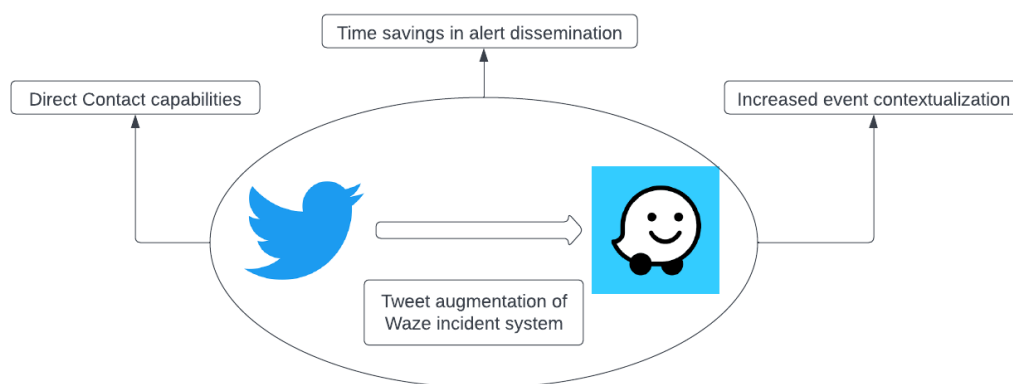 Time savings in alert dissemination
Direct Contact capabilities
Increased event contextualization
Tweet augmentation of
Waze incident system